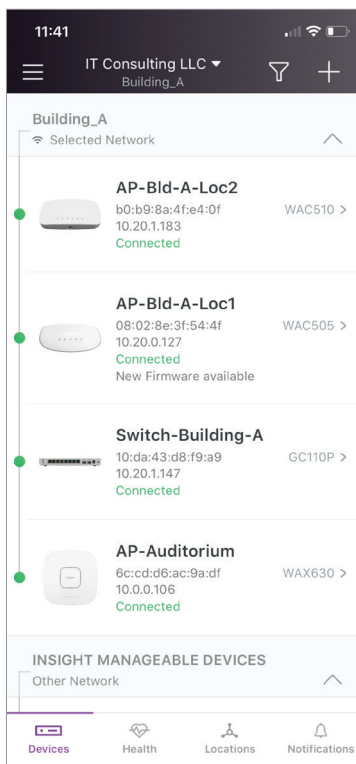 11:41
IT Consulting LLC ▼
Building_A
Building_A
Selected Network
AP-Bld-A-Loc2
b0:b9:8a:4f:e4:0f
WAC510 >
10.20.1.183
Connected
AP-Bld-A-Loc1
08:02:8e:3f:54:4f
WAC505 >
10.20.0.127
Connected
New Firmware available
Switch-Building-A
10:da:43:d8:f9:a9
GC110P >
10.20.1.147
Connected
AP-Auditorium
6c:cd:d6:ac:9a:df
WAX630 >
10.0.0.106
Connected
INSIGHT MANAGEABLE DEVICES
Other Network
Devices Health Locations Notifications